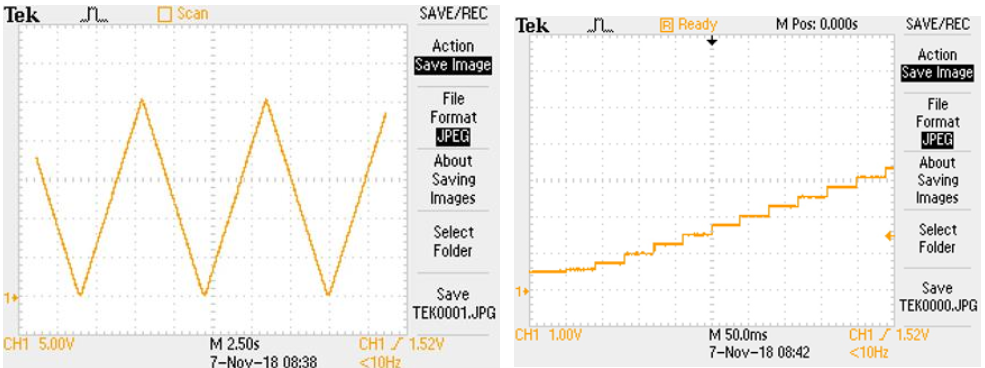 Tek Scan SAVE/REC
Action
Save Image
File
Format
JPEG
About
Saving
Images
Select
Folder
Save
TEK0001.JPG
1
CH1 5.00V M 2.50s CH1 / 1.52V
7-Nov-18 08:38 <10Hz
Tek R Ready M Pos: 0.000s SAVE/REC
Action
Save Image
File
Format
JPEG
About
Saving
Images
Select
Folder
Save
TEK0000.JPG
1
CH1 1.00V M 50.0ms CH1 / 1.52V
7-Nov-18 08:42 <10Hz